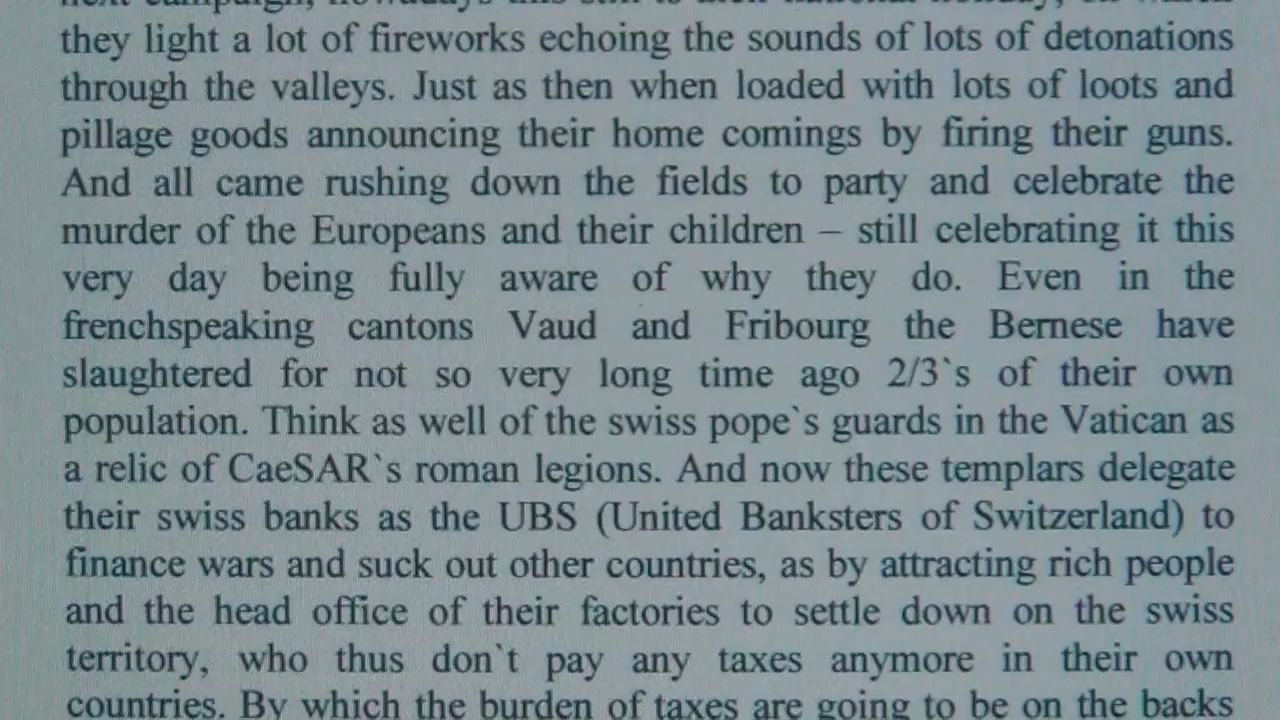 they light a lot of fireworks echoing the sounds of lots of detonations
through the valleys. Just as then when loaded with lots of loots and
pillage goods announcing their home comings by firing their guns.
And all came rushing down the fields to party and celebrate the
murder of the Europeans and their children – still celebrating it this
very day being fully aware of why they do. Even in the
frenchspeaking cantons Vaud and Fribourg the Bernese have
slaughtered for not so very long time ago 2/3`s of their own
population. Think as well of the swiss pope`s guards in the Vatican as
a relic of CaeSAR`s roman legions. And now these templars delegate
their swiss banks as the UBS (United Banksters of Switzerland) to
finance wars and suck out other countries, as by attracting rich people
and the head office of their factories to settle down on the swiss
territory, who thus don`t pay any taxes anymore in their own
countries. By which the burden of taxes are going to be on the backs